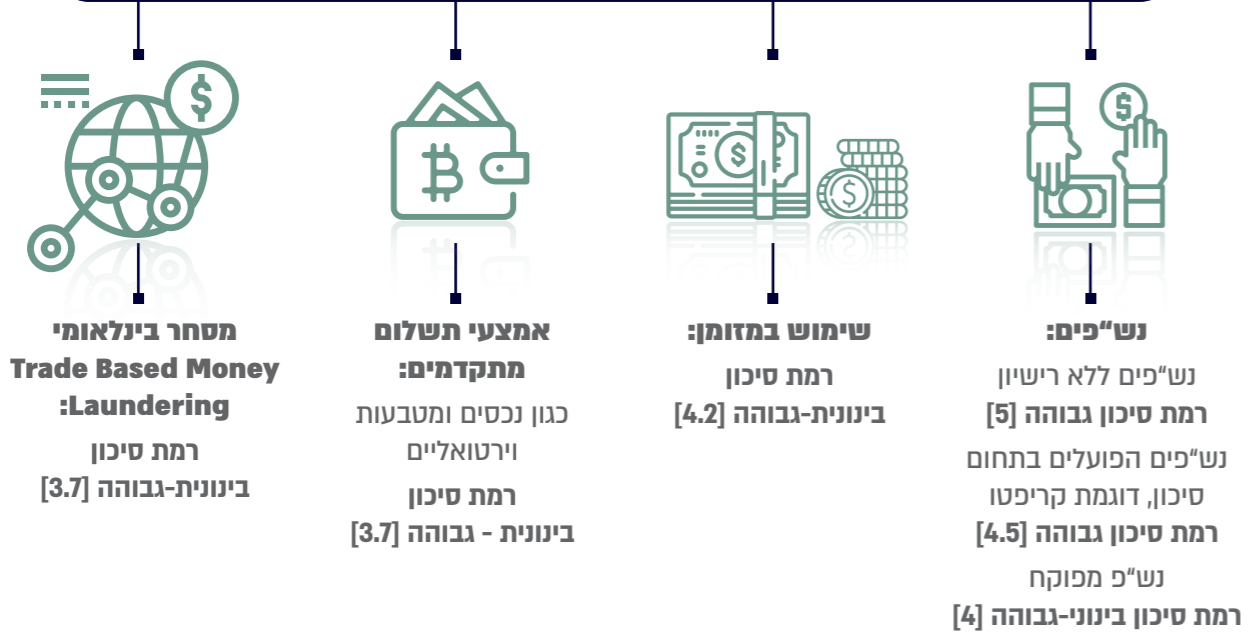 נש"פים:
נש"פים ללא רישיון
רמת סיכון גבוהה [5]
נש"פים הפועלים בתחום
סיכון, דוגמת קריפטו
רמת סיכון גבוהה [4.5]
נש"פ מפוקח
רמת סיכון בינוני-גבוהה [4]
שימוש במזומן:
רמת סיכון
בינונית-גבוהה [4.2]
אמצעי תשלום
מתקדמים:
כגון נכסים ומטבעות
וירטואליים
רמת סיכון
בינונית - גבוהה [3.7]
מסחר בינלאומי
Trade Based Money
Laundering:
רמת סיכון
בינונית-גבוהה [3.7]